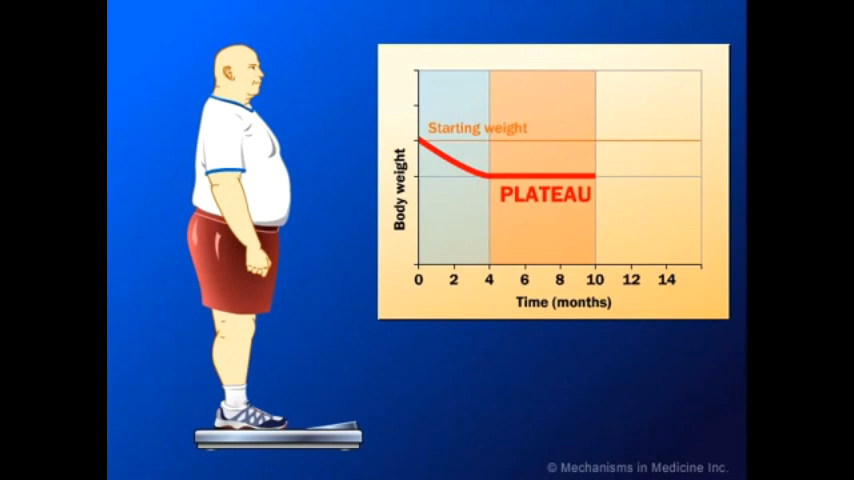 Starting weight
PLATEAU
Body weight
0 2 4 6 8 10 12 14
Time (months)
© Mechanisms in Medicine Inc.